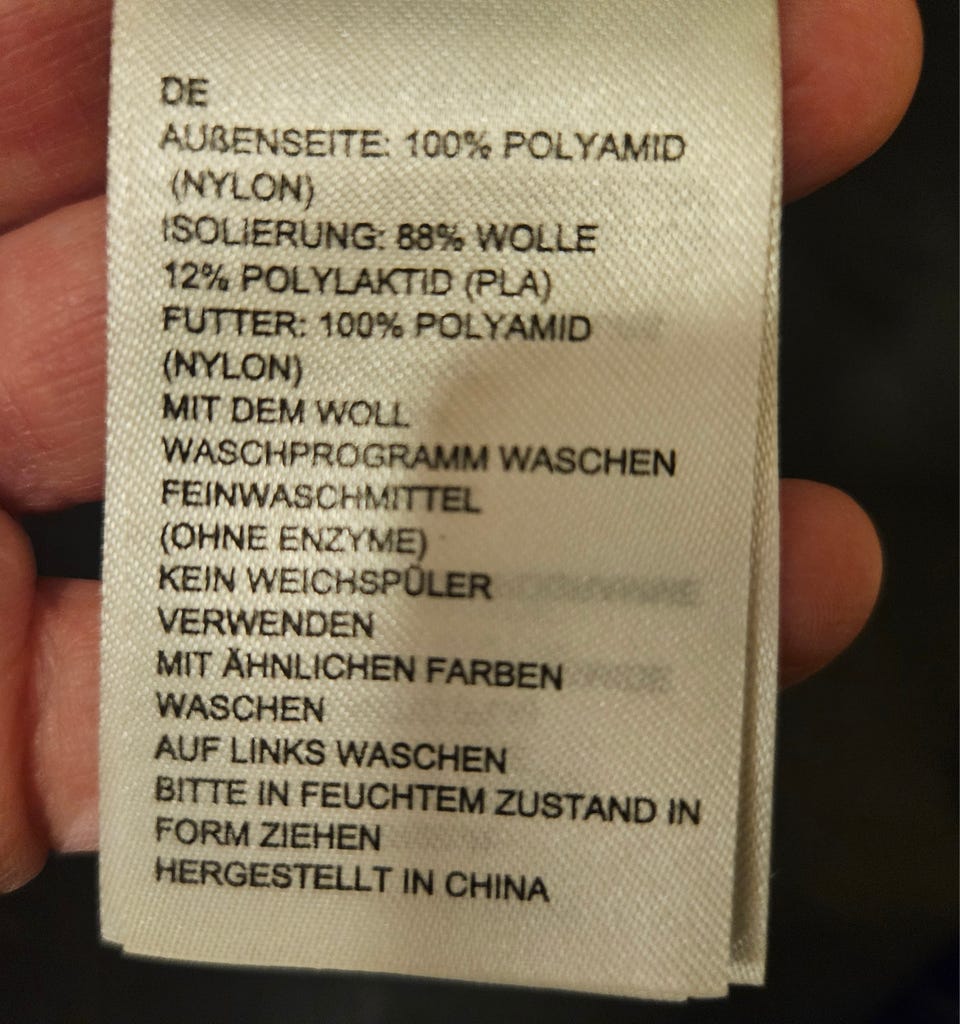 DE
AUßENSEITE: 100% POLYAMID
(NYLON)
ISOLIERUNG: 88% WOLLE
12% POLYLAKTID (PLA)
FUTTER: 100% POLYAMID
(NYLON)
MIT DEM WOLL
WASCHPROGRAMM WASCHEN
FEINWASCHMITTEL
(OHNE ENZYME)
KEIN WEICHSPÜLER
VERWENDEN
MIT ÄHNLICHEN FARBEN
WASCHEN
AUF LINKS WASCHEN
BITTE IN FEUCHTEM ZUSTAND IN
FORM ZIEHEN
HERGESTELLT IN CHINA